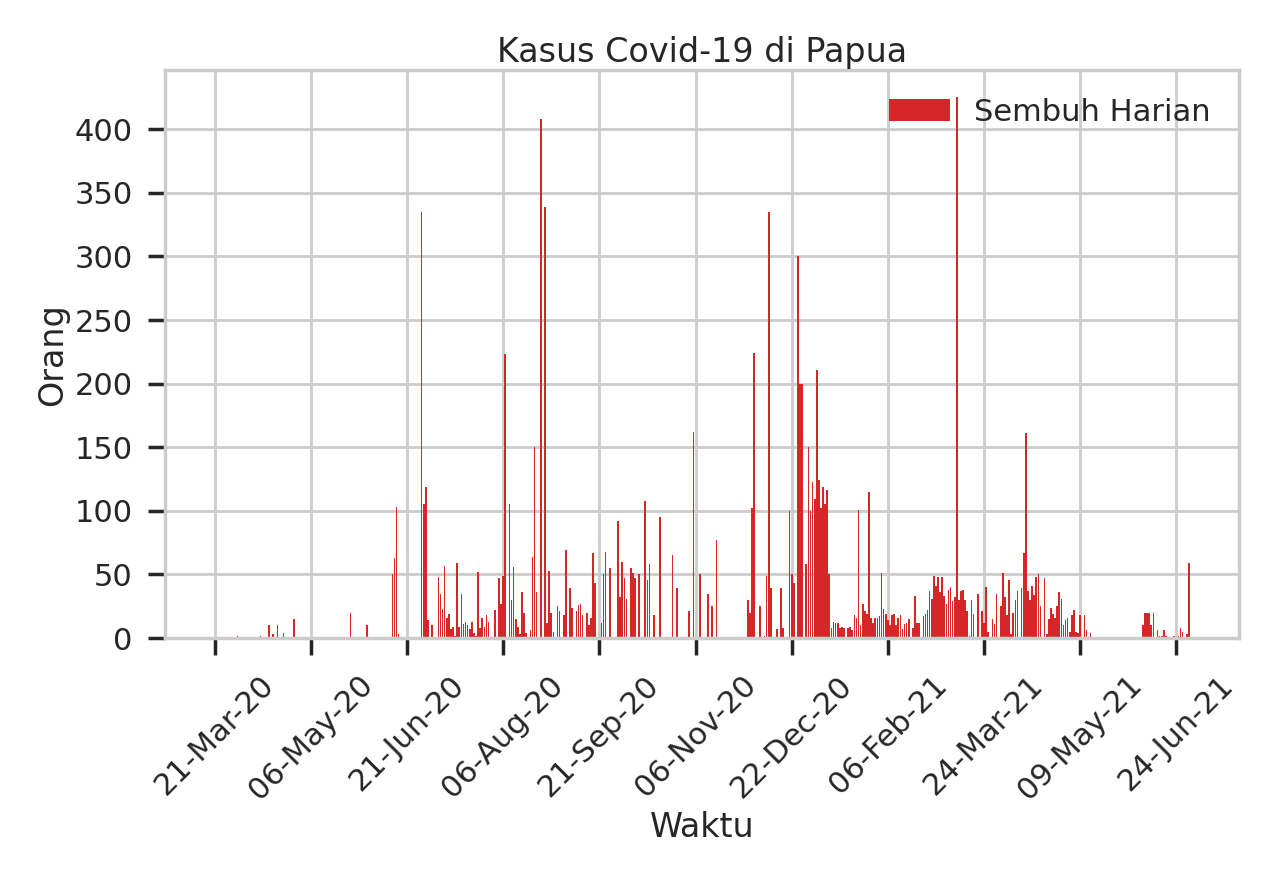 Kasus Covid-19 di Papua
Sembuh Harian
Orang
400
350
300
250
200
150
100
50
0
21-Mar-20
06-May-20
21-Jun-20
06-Aug-20
21-Sep-20
06-Nov-20
22-Dec-20
06-Feb-21
24-Mar-21
09-May-21
24-Jun-21
Waktu